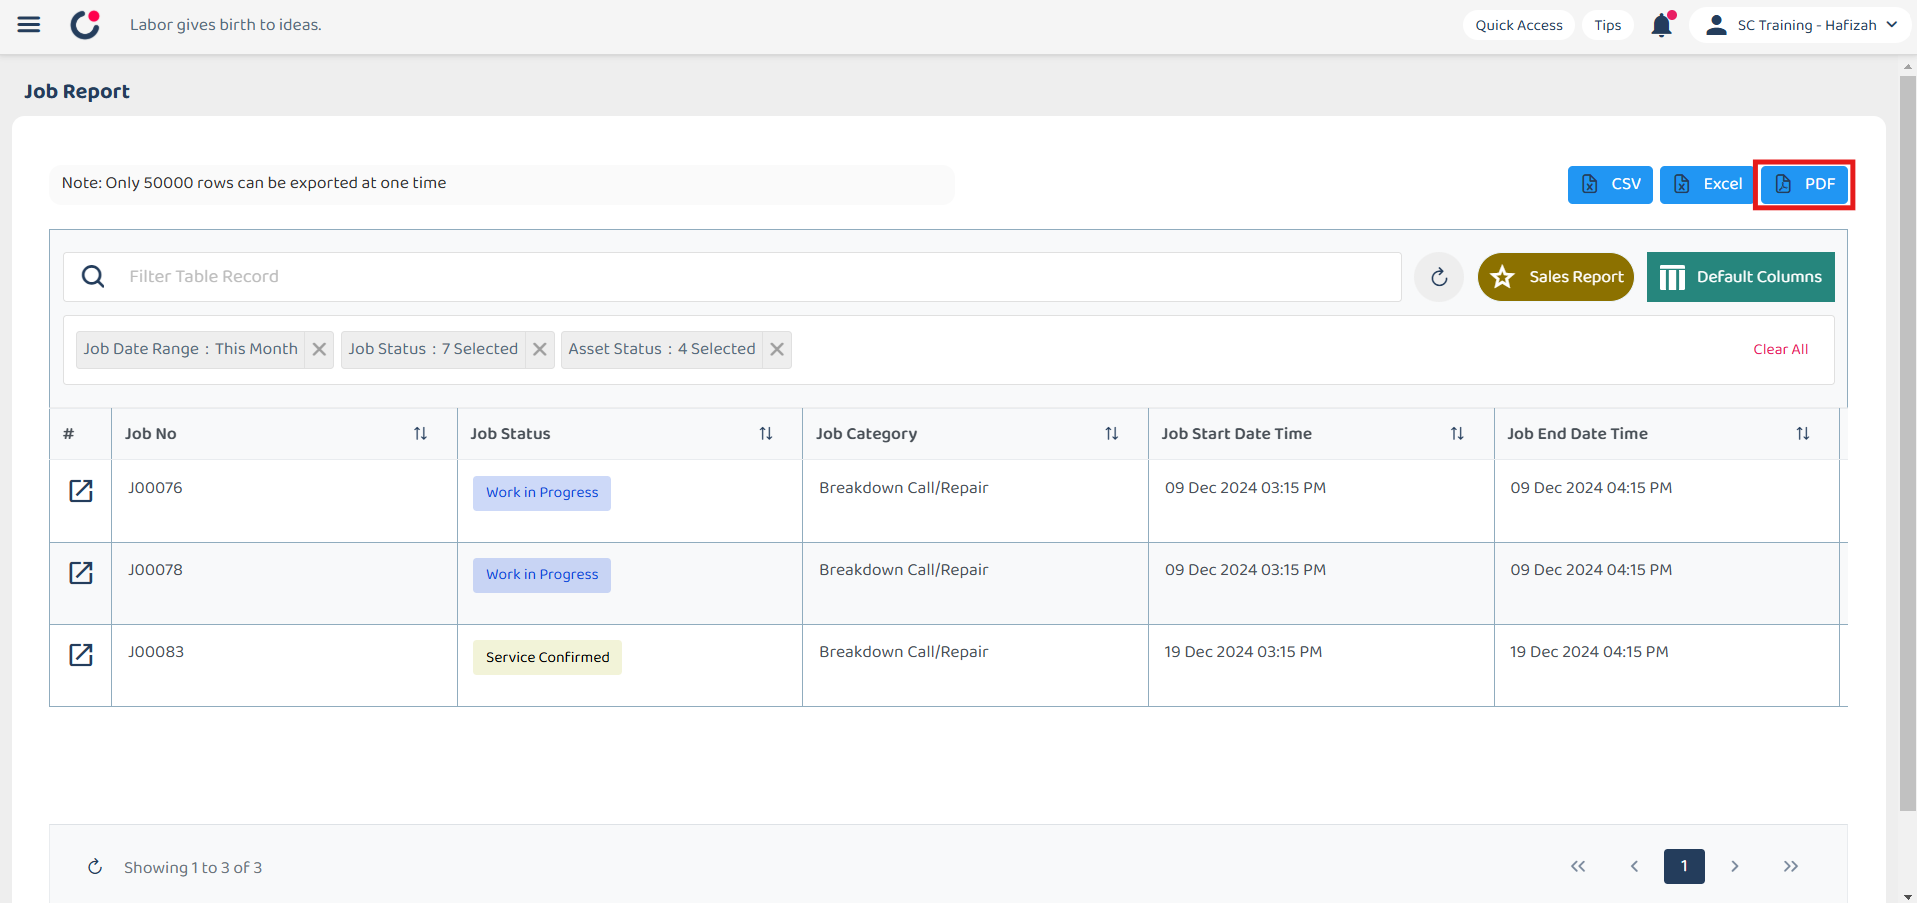 Labor gives birth to ideas.
Quick Access
Tips
SC Training - Hafizah
Job Report
Note: Only 50000 rows can be exported at one time
CSV
Excel
PDF
Filter Table Record
Sales Report
Default Columns
Job Date Range : This Month
Job Status : 7 Selected
Asset Status : 4 Selected
Clear All
# Job No Job Status Job Category Job Start Date Time Job End Date Time
J00076 Work in Progress Breakdown Call/Repair 09 Dec 2024 03:15 PM 09 Dec 2024 04:15 PM
J00078 Work in Progress Breakdown Call/Repair 09 Dec 2024 03:15 PM 09 Dec 2024 04:15 PM
J00083 Service Confirmed Breakdown Call/Repair 19 Dec 2024 03:15 PM 19 Dec 2024 04:15 PM
Showing 1 to 3 of 3
1